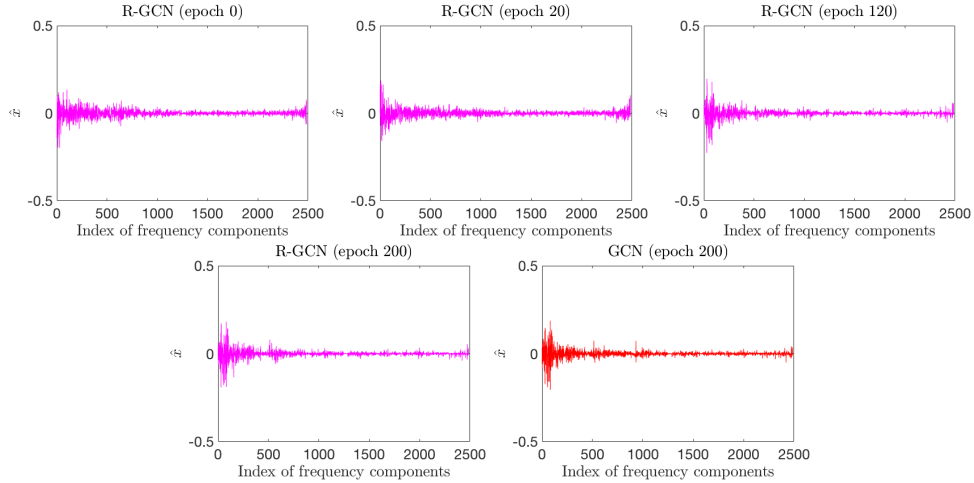 R-GCN (epoch 0)
0.5
0
-0.5
x̂
0 500 1000 1500 2000 2500
Index of frequency components
R-GCN (epoch 20)
0.5
0
-0.5
x̂
0 500 1000 1500 2000 2500
Index of frequency components
R-GCN (epoch 120)
0.5
0
-0.5
x̂
0 500 1000 1500 2000 2500
Index of frequency components
R-GCN (epoch 200)
0.5
0
-0.5
x̂
0 500 1000 1500 2000 2500
Index of frequency components
GCN (epoch 200)
0.5
0
-0.5
x̂
0 500 1000 1500 2000 2500
Index of frequency components